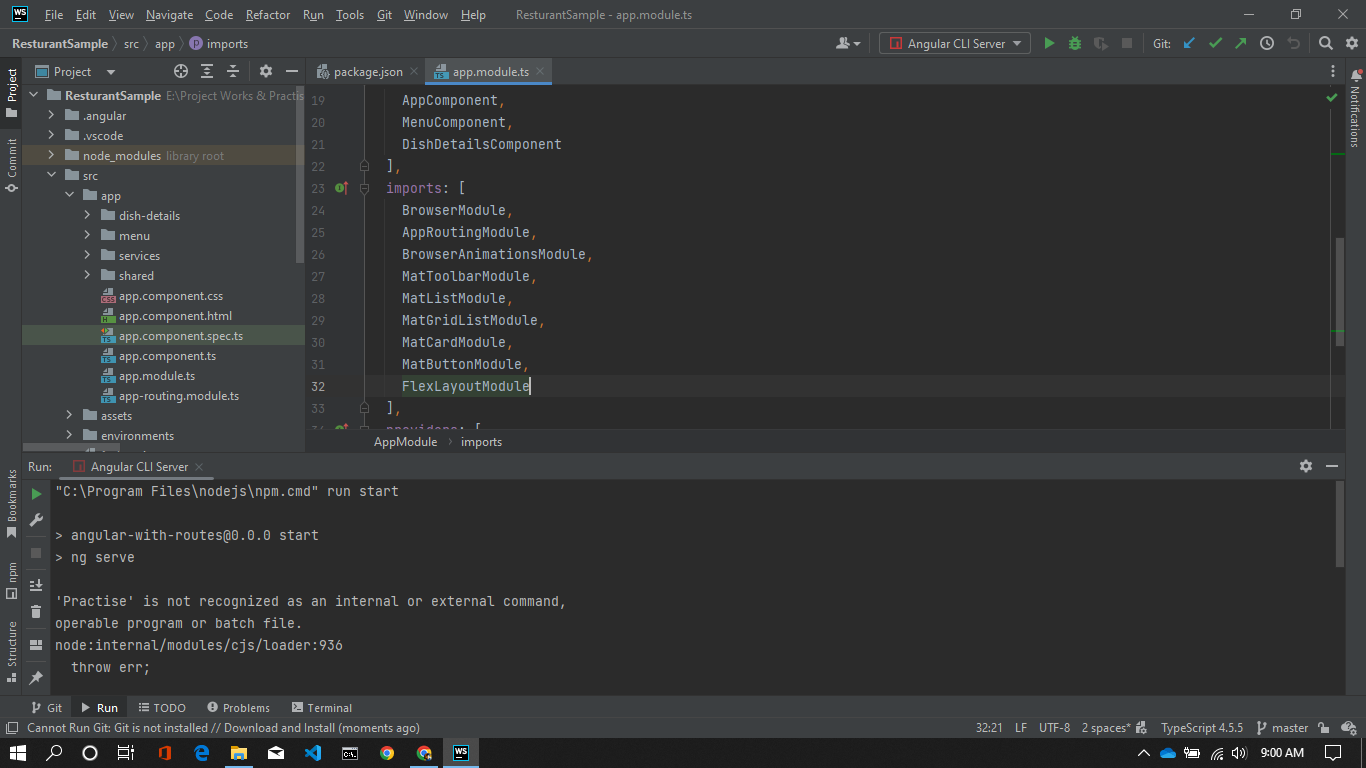 WS File Edit View Navigate Code Refactor Run Tools Git Window Help ResturantSample - app.module.ts
ResturantSample src app imports Angular CLI Server Git:
Project package.json app.module.ts
ResturantSample E:\Project Works & Practis
.angular
.vscode
node_modules library root
src
app
dish-details
menu
services
shared
app.component.css
app.component.html
app.component.spec.ts
app.component.ts
app.module.ts
app-routing.module.ts
assets
environments
19 AppComponent,
20 MenuComponent,
21 DishDetailsComponent
22 ],
23 imports: [
24 BrowserModule,
25 AppRoutingModule,
26 BrowserAnimationsModule,
27 MatToolbarModule,
28 MatListModule,
29 MatGridListModule,
30 MatCardModule,
31 MatButtonModule,
32 FlexLayoutModule
33 ],
34 providers: [
AppModule imports
Project
Commit
Bookmarks
npm
Structure
Notifications
Run: Angular CLI Server
"C:\Program Files\nodejs\npm.cmd" run start
> angular-with-routes@0.0.0 start
> ng serve
'Practise' is not recognized as an internal or external command,
operable program or batch file.
node:internal/modules/cjs/loader:936
throw err;
Git Run TODO Problems Terminal
Cannot Run Git: Git is not installed // Download and Install (moments ago) 32:21 LF UTF-8 2 spaces* TypeScript 4.5.5 master
9:00 AM